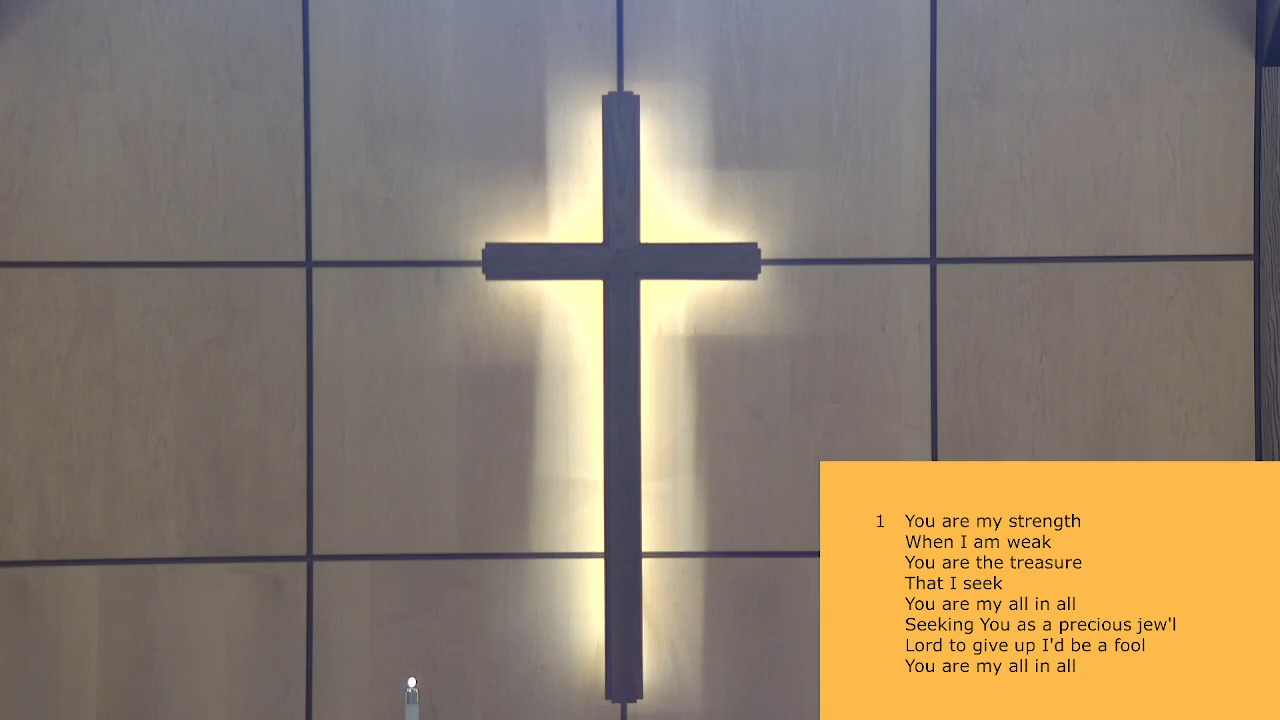 1 You are my strength
When I am weak
You are the treasure
That I seek
You are my all in all
Seeking You as a precious jew'l
Lord to give up I'd be a fool
You are my all in all